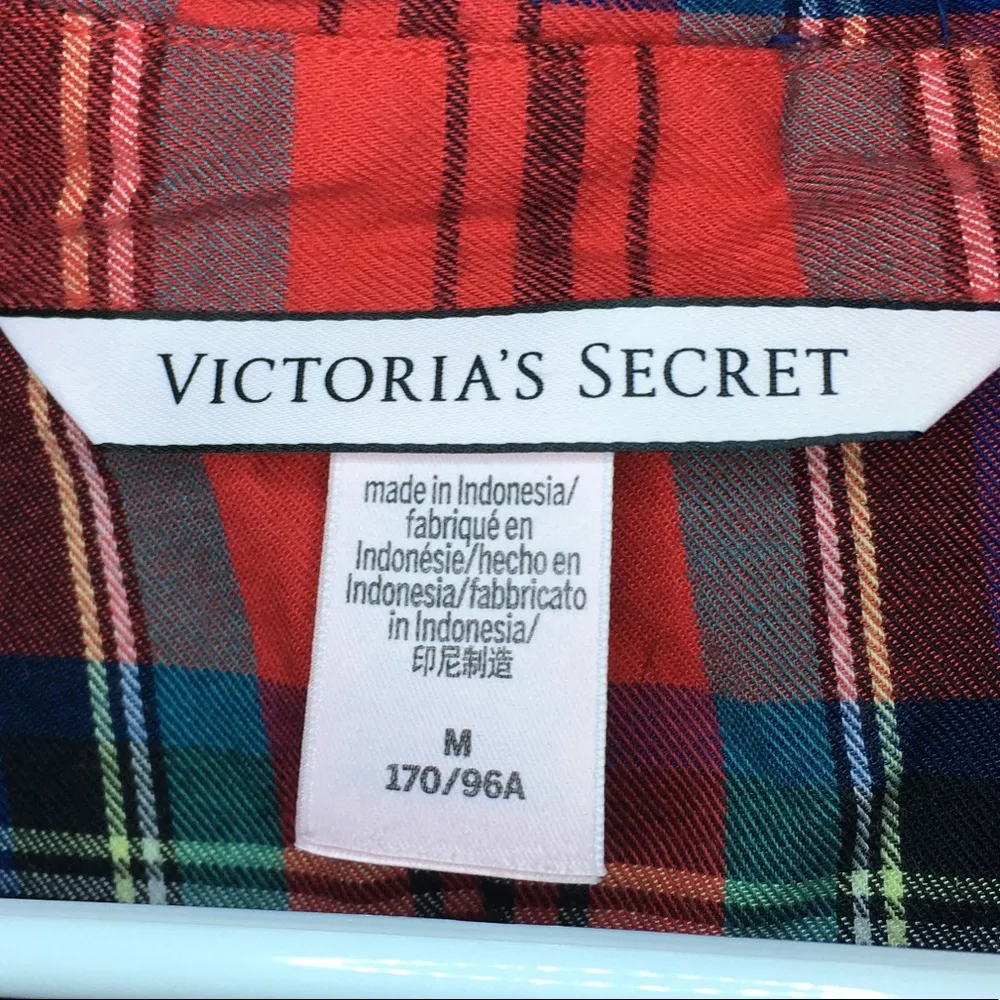 VICTORIA'S SECRET
made in Indonesia/
fabriqué en
Indonésie/hecho en
Indonesia/fabbricato
in Indonesia/
印尼制造
M
170/96A